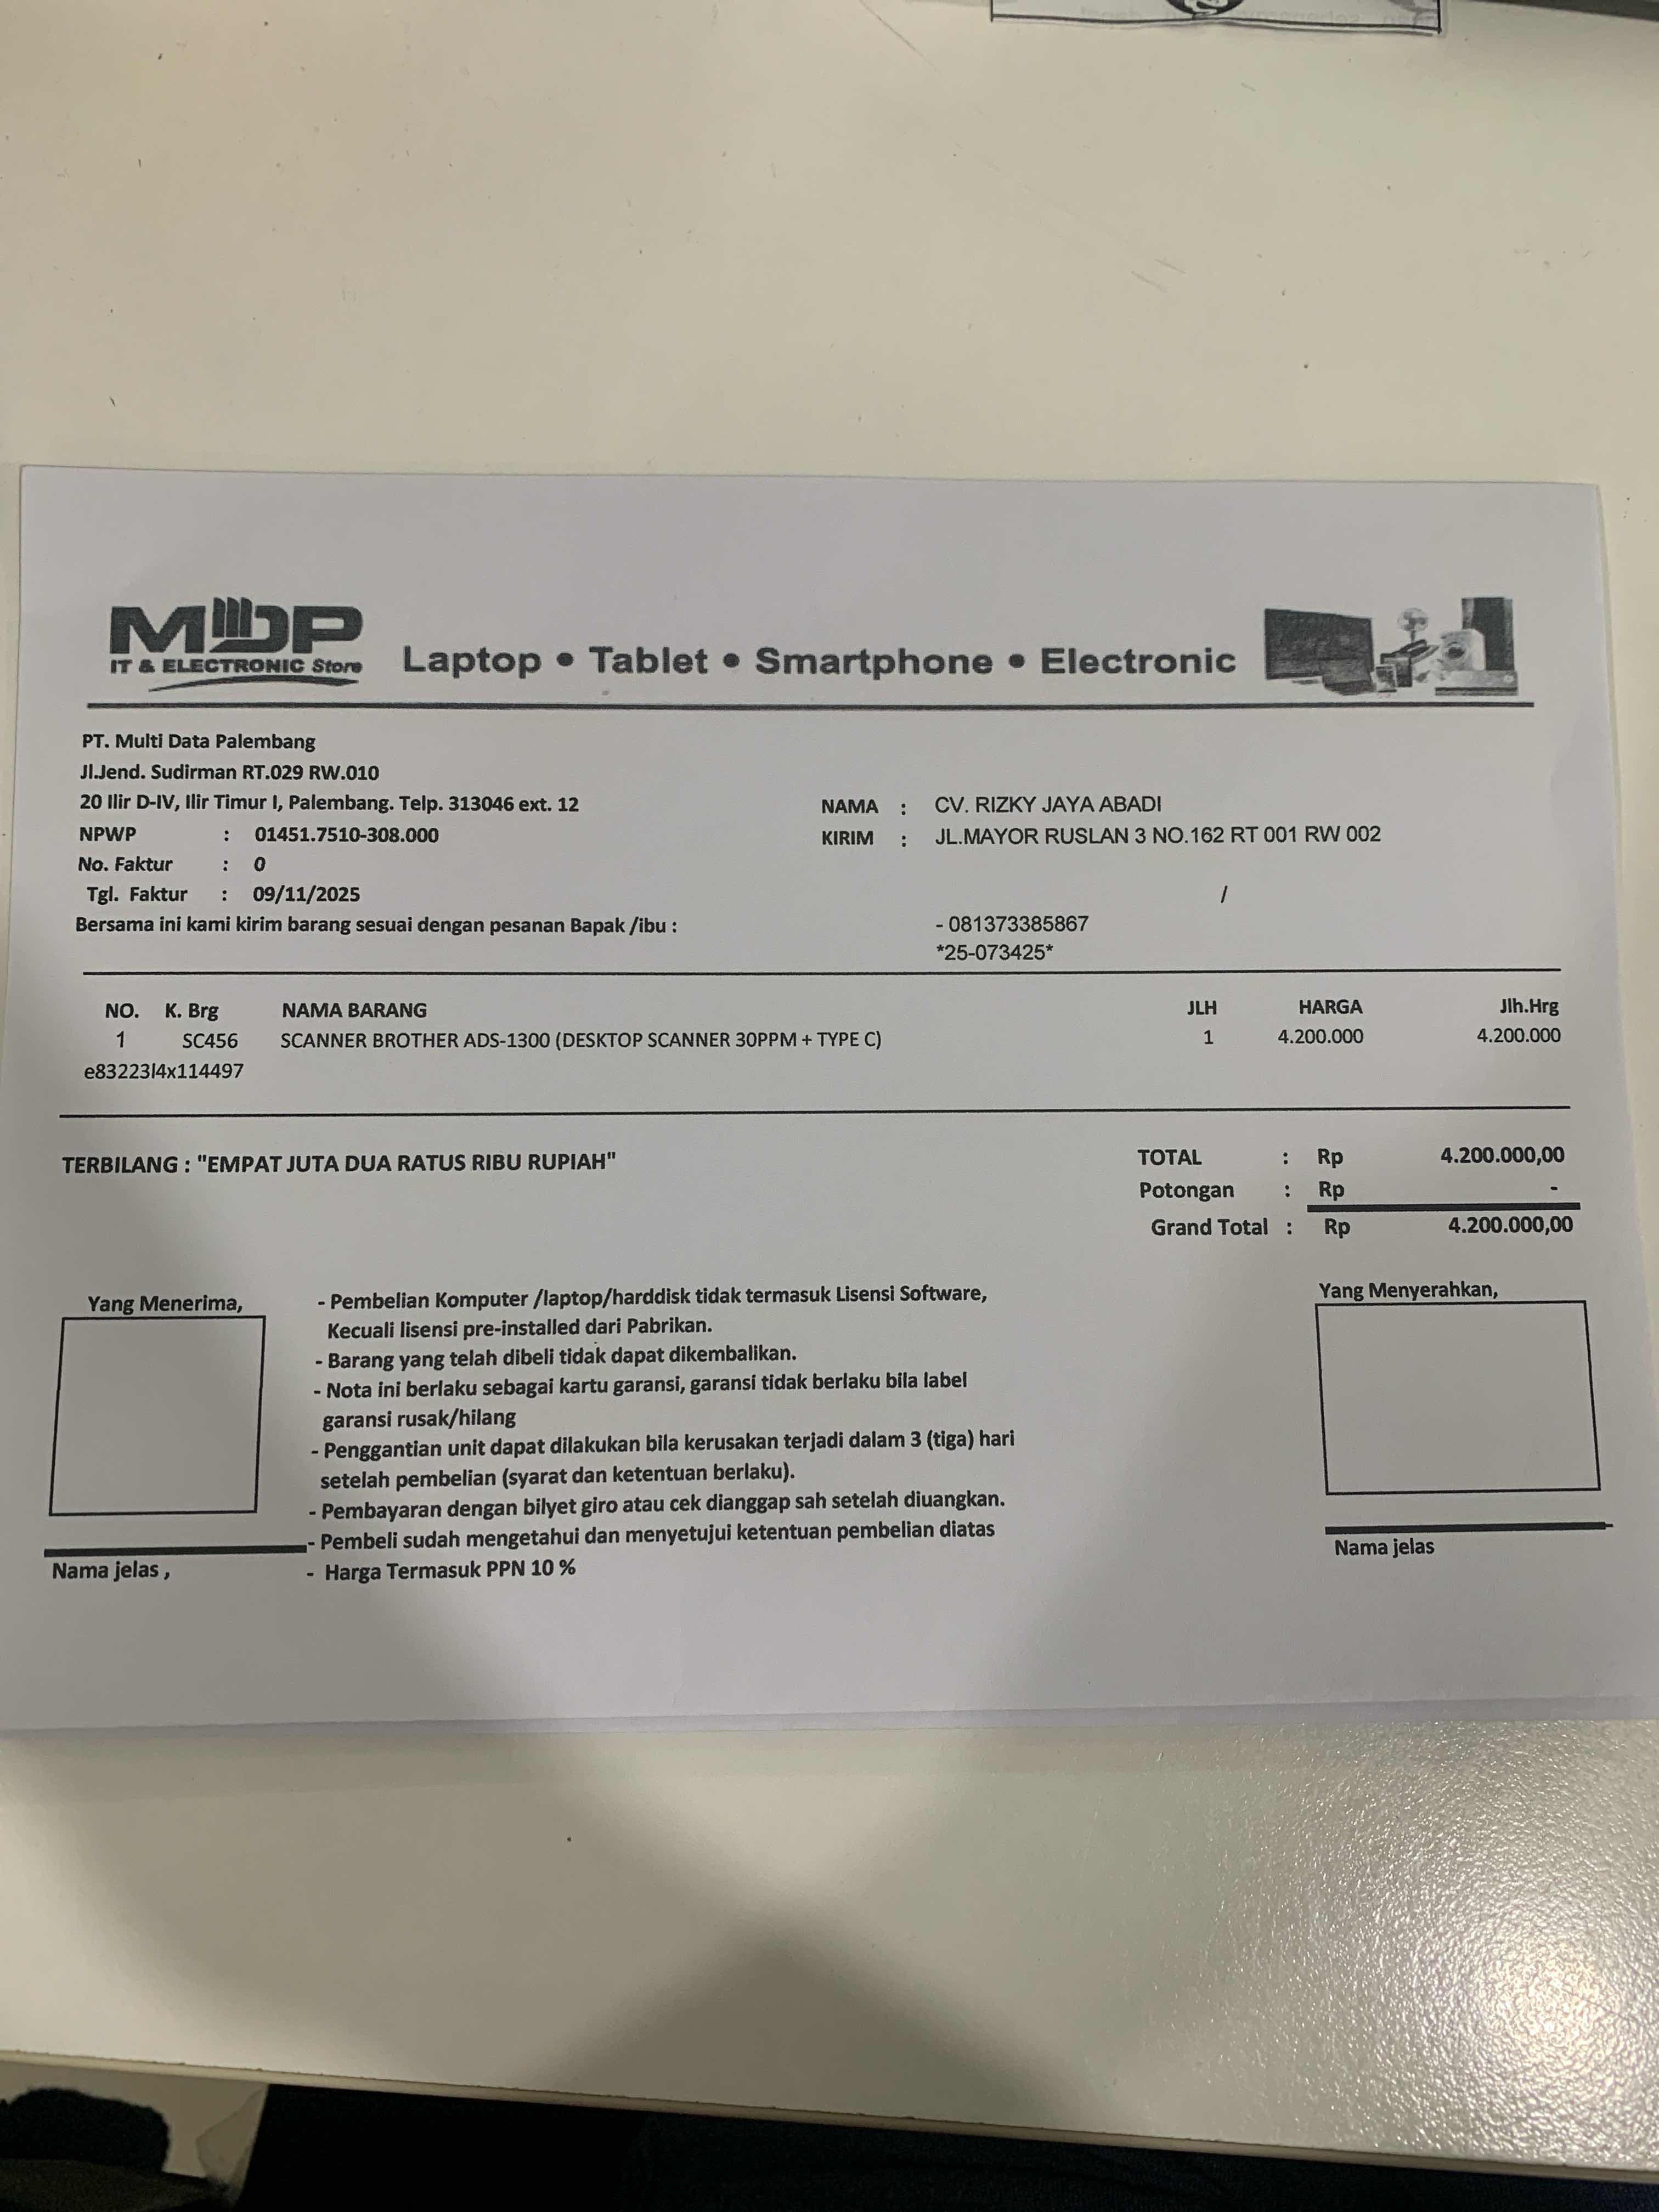 MDP
IT & ELECTRONIC Store
Laptop • Tablet • Smartphone • Electronic
PT. Multi Data Palembang
Jl.Jend. Sudirman RT.029 RW.010
20 Ilir D-IV, Ilir Timur I, Palembang. Telp. 313046 ext. 12
NPWP : 01451.7510-308.000
No. Faktur : 0
Tgl. Faktur : 09/11/2025
Bersama ini kami kirim barang sesuai dengan pesanan Bapak /ibu :
NAMA : CV. RIZKY JAYA ABADI
KIRIM : JL.MAYOR RUSLAN 3 NO.162 RT 001 RW 002
/
- 081373385867
*25-073425*
NO. K. Brg NAMA BARANG JLH HARGA Jlh.Hrg
1 SC456 SCANNER BROTHER ADS-1300 (DESKTOP SCANNER 30PPM + TYPE C) 1 4.200.000 4.200.000
e83223l4x114497
TERBILANG : "EMPAT JUTA DUA RATUS RIBU RUPIAH"
TOTAL : Rp 4.200.000,00
Potongan : Rp -
Grand Total : Rp 4.200.000,00
Yang Menerima,
- Pembelian Komputer /laptop/harddisk tidak termasuk Lisensi Software,
Kecuali lisensi pre-installed dari Pabrikan.
- Barang yang telah dibeli tidak dapat dikembalikan.
- Nota ini berlaku sebagai kartu garansi, garansi tidak berlaku bila label
garansi rusak/hilang
- Penggantian unit dapat dilakukan bila kerusakan terjadi dalam 3 (tiga) hari
setelah pembelian (syarat dan ketentuan berlaku).
- Pembayaran dengan bilyet giro atau cek dianggap sah setelah diuangkan.
- Pembeli sudah mengetahui dan menyetujui ketentuan pembelian diatas
- Harga Termasuk PPN 10 %
Nama jelas ,
Yang Menyerahkan,
Nama jelas